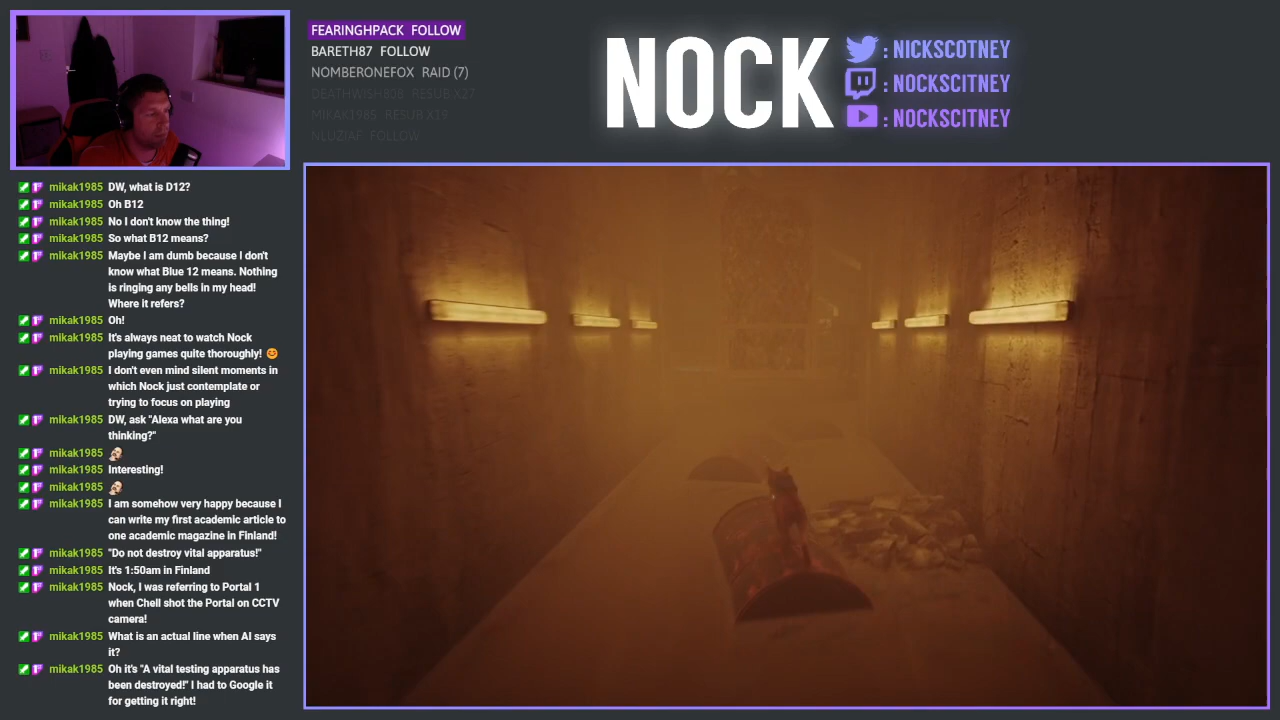 FEARINGHPACK FOLLOW
BARETH87 FOLLOW
NOMBERONEFOX RAID (7)
DEATHWISH808 RESUB X27
MIKAK1985 RESUB X19
NLUZIAF FOLLOW
NOCK
: NICKSCOTNEY
: NOCKSCITNEY
: NOCKSCITNEY
mikak1985 DW, what is D12?
mikak1985 Oh B12
mikak1985 No I don't know the thing!
mikak1985 So what B12 means?
mikak1985 Maybe I am dumb because I don't
know what Blue 12 means. Nothing
is ringing any bells in my head!
Where it refers?
mikak1985 Oh!
mikak1985 It's always neat to watch Nock
playing games quite thoroughly! 😊
mikak1985 I don't even mind silent moments in
which Nock just contemplate or
trying to focus on playing
mikak1985 DW, ask "Alexa what are you
thinking?"
mikak1985
mikak1985 Interesting!
mikak1985
mikak1985 I am somehow very happy because I
can write my first academic article to
one academic magazine in Finland!
mikak1985 "Do not destroy vital apparatus!"
mikak1985 It's 1:50am in Finland
mikak1985 Nock, I was referring to Portal 1
when Chell shot the Portal on CCTV
camera!
mikak1985 What is an actual line when AI says
it?
mikak1985 Oh it's "A vital testing apparatus has
been destroyed!" I had to Google it
for getting it right!